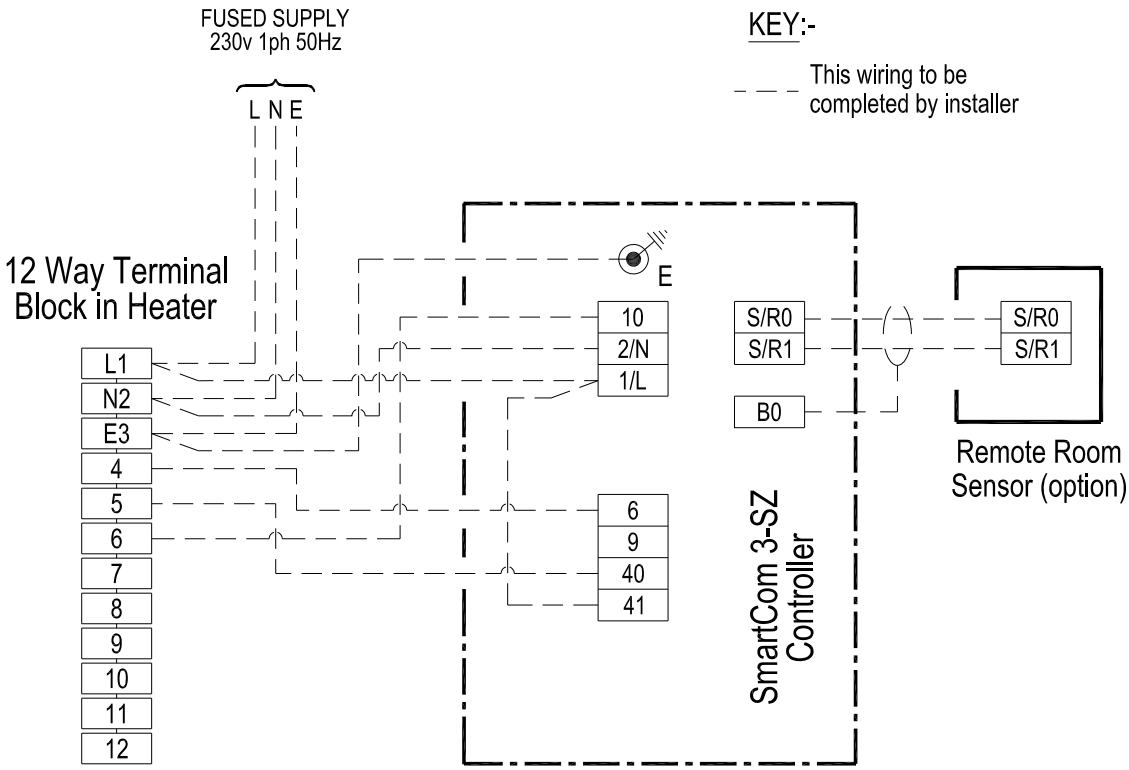 FUSED SUPPLY
230v 1ph 50Hz
L N E
KEY:-
This wiring to be
completed by installer
12 Way Terminal
Block in Heater
L1
N2
E3
4
5
6
7
8
9
10
11
12
E
10
2/N
1/L
6
9
40
41
S/R0
S/R1
B0
SmartCom 3-SZ
Controller
S/R0
S/R1
Remote Room
Sensor (option)